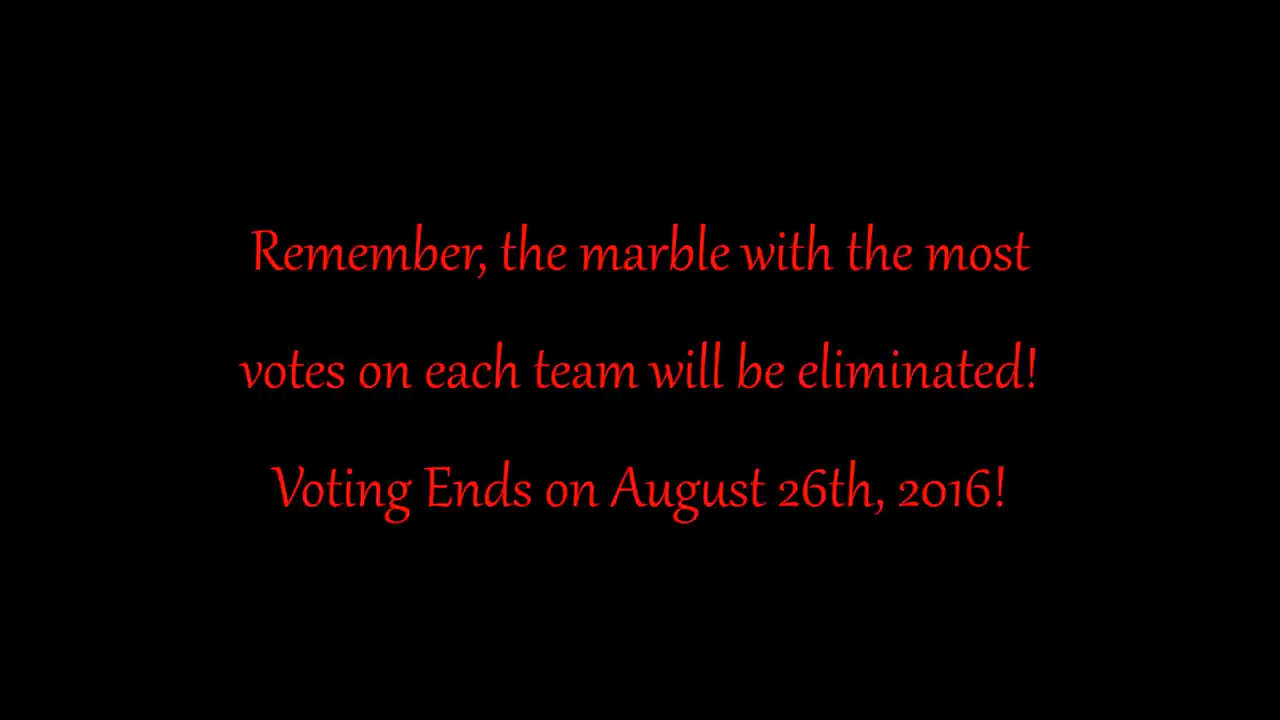 Remember, the marble with the most
votes on each team will be eliminated!
Voting Ends on August 26th, 2016!